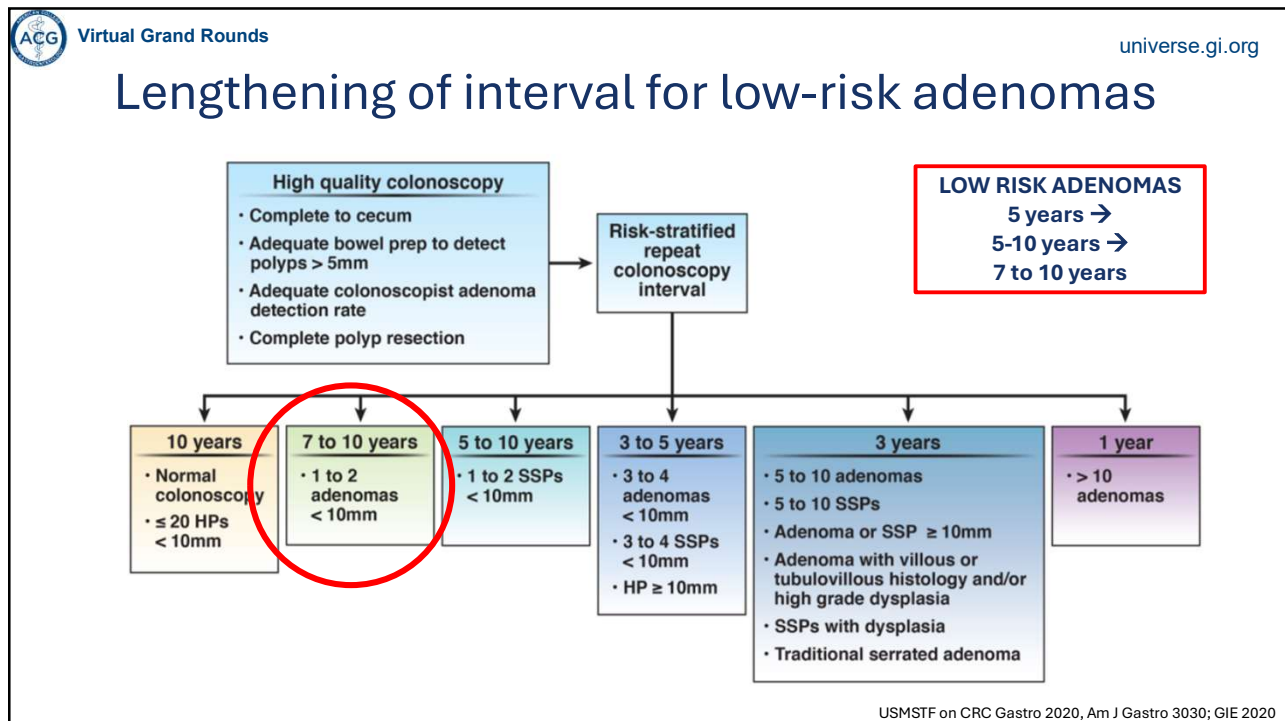 ACG
Virtual Grand Rounds
universe.gi.org
Lengthening of interval for low-risk adenomas
High quality colonoscopy
· Complete to cecum
· Adequate bowel prep to detect
polyps > 5mm
· Adequate colonoscopist adenoma
detection rate
· Complete polyp resection
Risk-stratified
repeat
colonoscopy
interval
LOW RISK ADENOMAS
5 years →
5-10 years →
7 to 10 years
10 years
· Normal
colonoscopy
· ≤ 20 HPs
< 10mm
7 to 10 years
· 1 to 2
adenomas
< 10mm
5 to 10 years
· 1 to 2 SSPs
< 10mm
3 to 5 years
· 3 to 4
adenomas
< 10mm
· 3 to 4 SSPs
< 10mm
· HP ≥ 10mm
3 years
· 5 to 10 adenomas
· 5 to 10 SSPs
· Adenoma or SSP ≥ 10mm
· Adenoma with villous or
tubulovillous histology and/or
high grade dysplasia
· SSPs with dysplasia
· Traditional serrated adenoma
1 year
· > 10
adenomas
USMSTF on CRC Gastro 2020, Am J Gastro 3030; GIE 2020